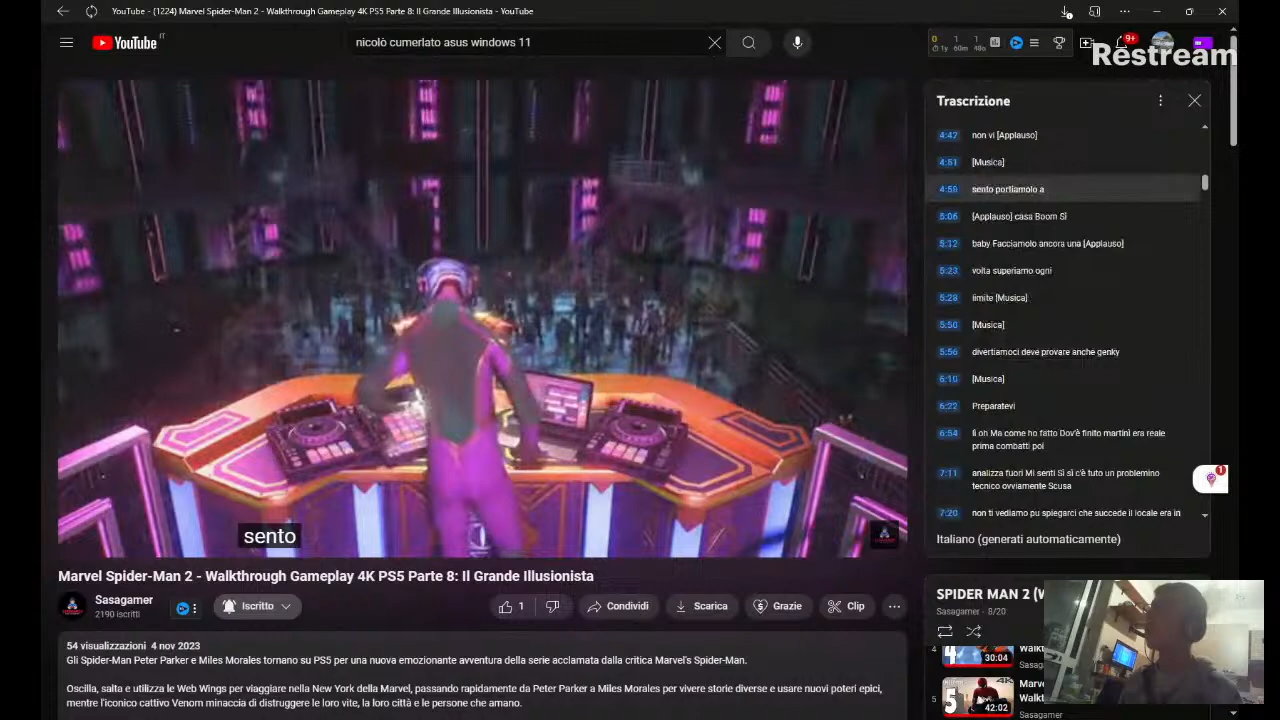 YouTube - (1224) Marvel Spider-Man 2 - Walkthrough Gameplay 4K PS5 Parte 8: Il Grande Illusionista - YouTube
YouTube IT
nicolò cumerlato asus windows 11
9+
Restream
Trascrizione
4:42 non vi [Applauso]
4:51 [Musica]
4:58 sento portiamolo a
5:06 [Applauso] casa Boom Sì
5:12 baby Facciamolo ancora una [Applauso]
5:23 volta superiamo ogni
5:28 limite [Musica]
5:50 [Musica]
5:56 divertiamoci deve provare anche genky
6:10 [Musica]
6:22 Preparatevi
6:54 lì oh Ma come ho fatto Dov'è finito martini era reale
prima combatti poi
7:11 analizza fuori Mi senti Sì sì c'è tuto un problemino
tecnico ovviamente Scusa
1
7:20 non ti vediamo pu spiegarci che succede il locale era in
Italiano (generati automaticamente)
sento
Marvel Spider-Man 2 - Walkthrough Gameplay 4K PS5 Parte 8: Il Grande Illusionista
Sasagamer
2190 iscritti
Iscritto
1
Condividi
Scarica
Grazie
Clip
SPIDER MAN 2 (W
Sasagamer - 8/20
4
30:04
Walkt
Sasag
5
42:02
Marve
Walkt
Sasagamer
54 visualizzazioni 4 nov 2023
Gli Spider-Man Peter Parker e Miles Morales tornano su PS5 per una nuova emozionante avventura della serie acclamata dalla critica Marvel's Spider-Man.
Oscilla, salta e utilizza le Web Wings per viaggiare nella New York della Marvel, passando rapidamente da Peter Parker a Miles Morales per vivere storie diverse e usare nuovi poteri epici,
mentre l'iconico cattivo Venom minaccia di distruggere le loro vite, la loro città e le persone che amano.